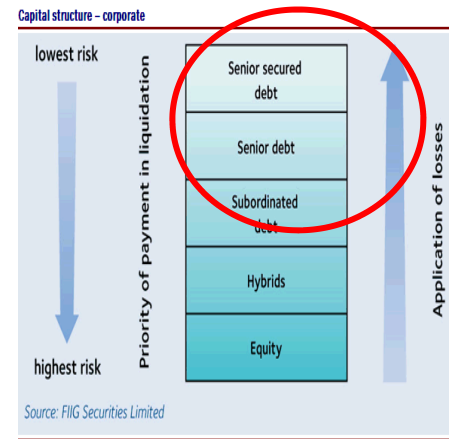 Capital structure – corporate
lowest risk
Priority of payment in liquidation
Senior secured
debt
Senior debt
Subordinated
debt
Hybrids
Equity
Application of losses
highest risk
Source: FIIG Securities Limited